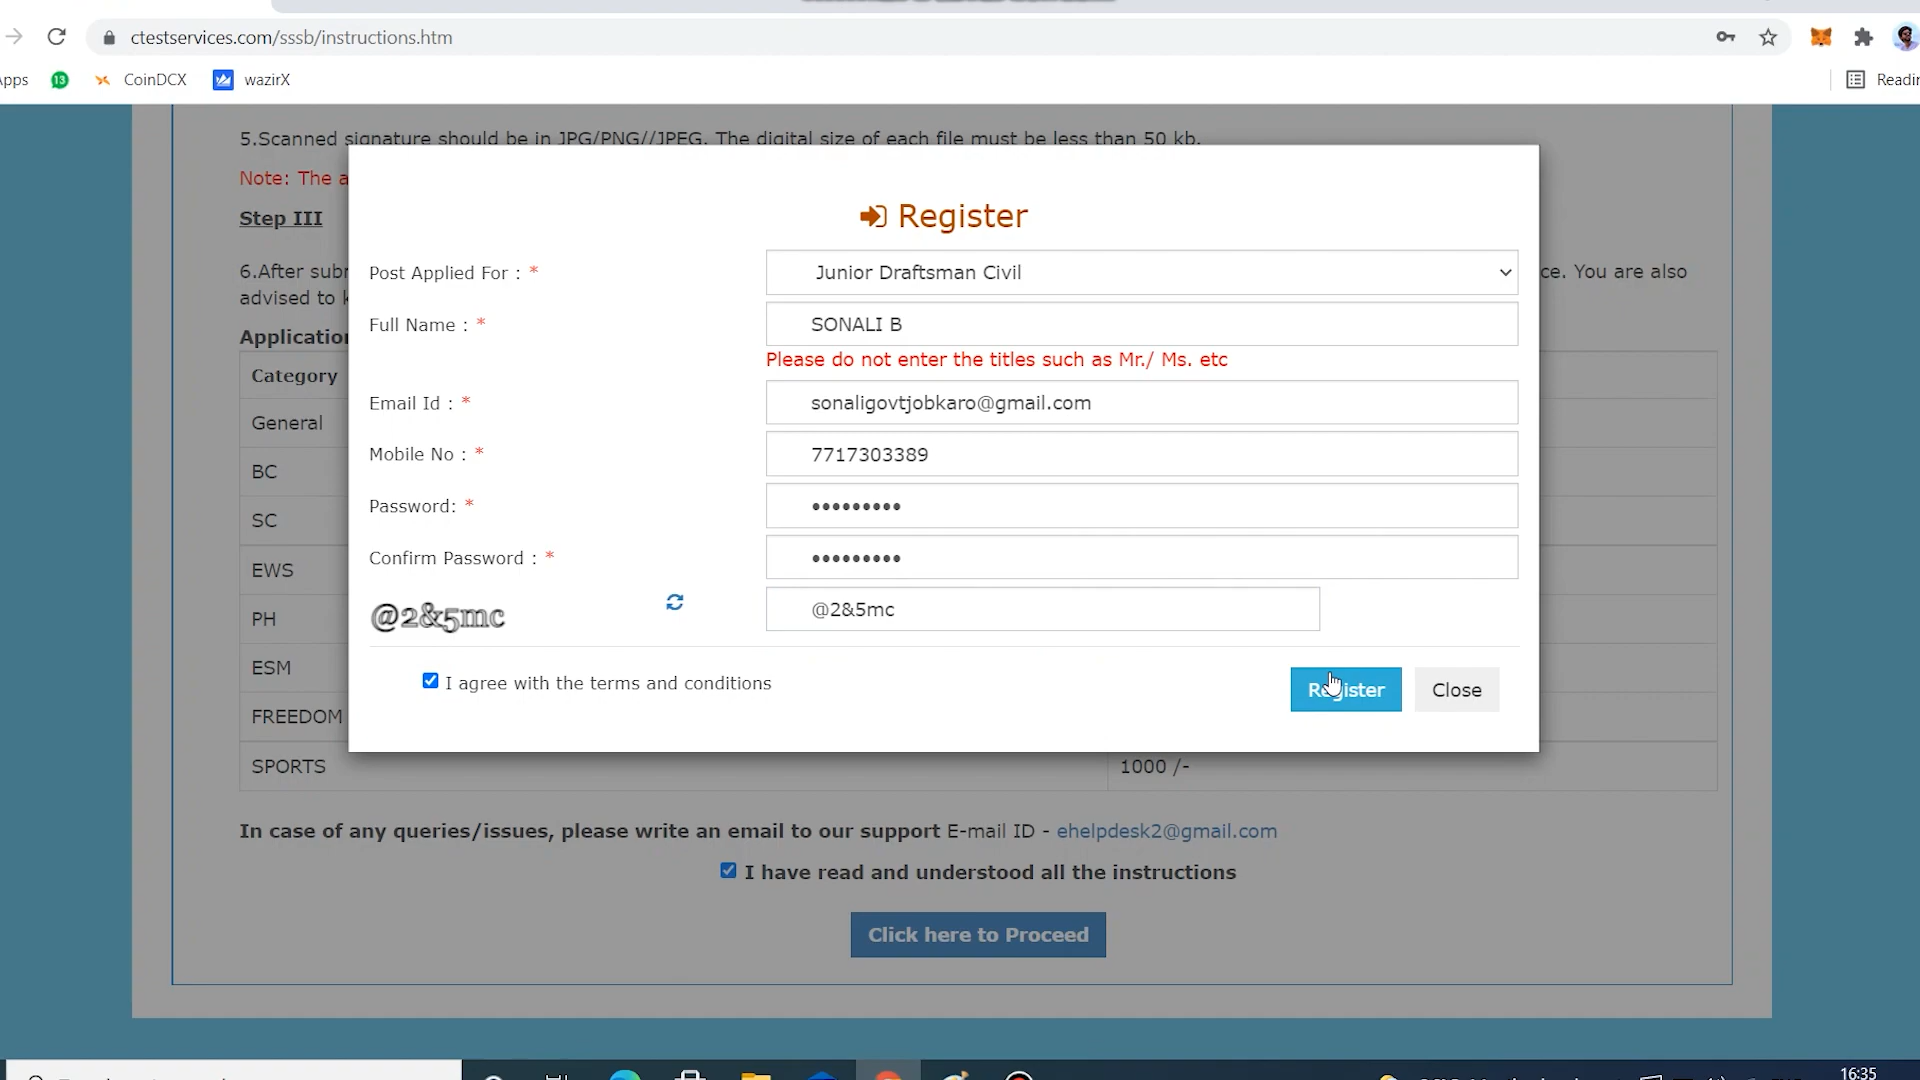 ctestservices.com/sssb/instructions.htm
13
CoinDCX
wazirX
5.Scanned signature should be in JPG/PNG//JPEG. The digital size of each file must be less than 50 kb.
Note: The a
Step III
6.After subm
ce. You are also
advised to k
Application
Category
General
BC
SC
EWS
PH
ESM
FREEDOM
SPORTS
1000 /-
Register
Post Applied For : *
Junior Draftsman Civil
Full Name : *
SONALI B
Please do not enter the titles such as Mr./ Ms. etc
Email Id : *
sonaligovtjobkaro@gmail.com
Mobile No : *
7717303389
Password: *
•••••••••
Confirm Password : *
•••••••••
@2&5mc
@2&5mc
I agree with the terms and conditions
Register
Close
In case of any queries/issues, please write an email to our support E-mail ID - ehelpdesk2@gmail.com
I have read and understood all the instructions
Click here to Proceed
16:35